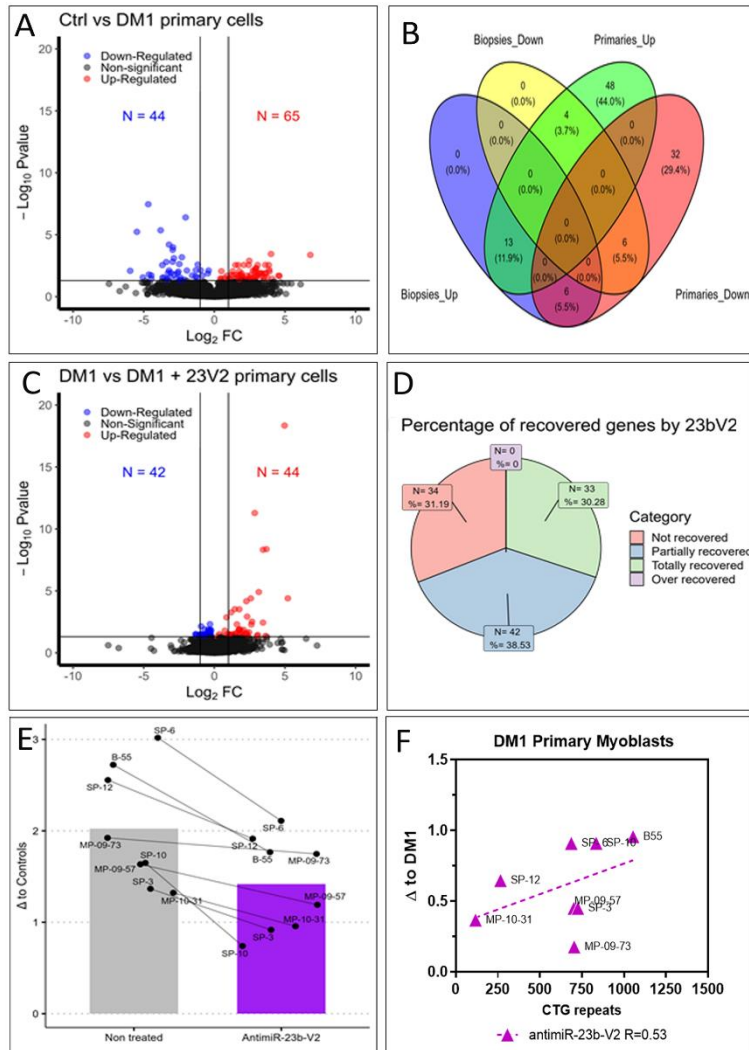 A
Ctrl vs DM1 primary cells
20
15
10
5
0
-10
-5
0
5
10
Down-Regulated
Non-significant
Up-Regulated
N = 44
N = 65
− Log10 Pvalue
Log2 FC
B
Biopsies_Down
Primaries_Up
Biopsies_Up
Primaries_Down
0
(0.0%)
48
(44.0%)
4
(3.7%)
0
(0.0%)
0
(0.0%)
0
(0.0%)
32
(29.4%)
0
(0.0%)
0
(0.0%)
0
(0.0%)
13
(11.9%)
0
(0.0%)
0
(0.0%)
6
(5.5%)
6
(5.5%)
C
DM1 vs DM1 + 23V2 primary cells
20
15
10
5
0
-10
-5
0
5
10
Down-Regulated
Non-Significant
Up-Regulated
N = 42
N = 44
− Log10 Pvalue
Log2 FC
D
Percentage of recovered genes by 23bV2
N= 0
%= 0
N= 34
%= 31.19
N= 33
%= 30.28
N= 42
%= 38.53
Category
Not recovered
Partially recovered
Totally recovered
Over recovered
E
Δ to Controls
3
2
1
0
SP-6
B-55
SP-12
MP-09-73
SP-10
MP-09-57
SP-3
MP-10-31
SP-6
SP-12
B-55
MP-09-73
MP-09-57
MP-10-31
SP-3
SP-10
Non treated
AntimiR-23b-V2
F
DM1 Primary Myoblasts
Δ to DM1
1.5
1.0
0.5
0.0
SP-6
SP-10
B55
SP-12
MP-09-57
SP-3
MP-10-31
MP-09-73
0
250
500
750
1000
1250
1500
CTG repeats
antimiR-23b-V2 R=0.53